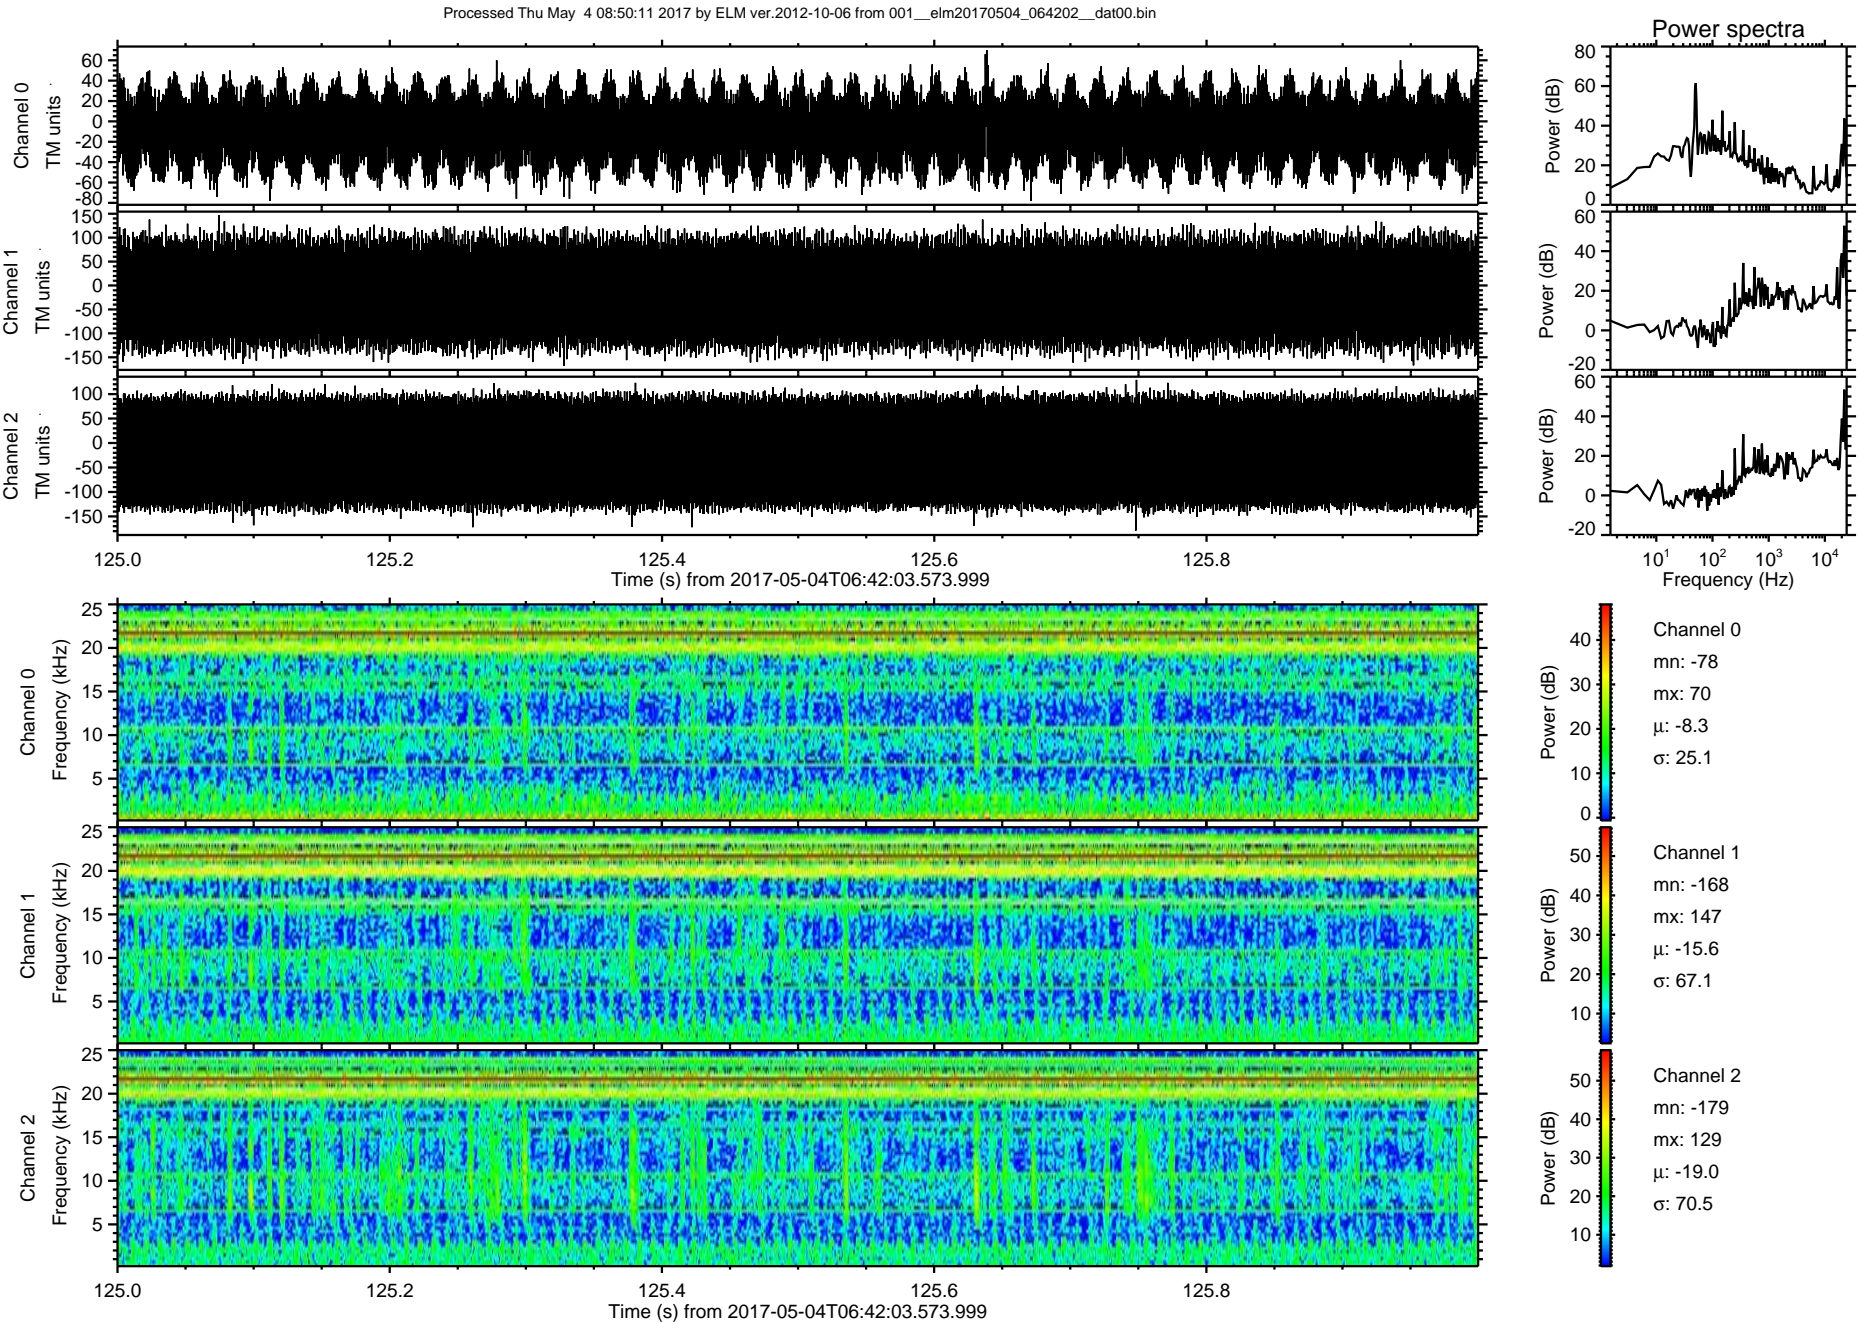 Processed Thu May  4 08:50:11 2017 by ELM ver.2012-10-06 from 001__elm20170504_064202__dat00.bin
Power spectra
Channel 0
TM units
60
40
20
0
-20
-40
-60
-80
Power (dB)
80
60
40
20
0
Channel 1
TM units
150
100
50
0
-50
-100
-150
Power (dB)
60
40
20
0
-20
Channel 2
TM units
100
50
0
-50
-100
-150
Power (dB)
60
40
20
0
-20
125.0 125.2 125.4 125.6 125.8
Time (s) from 2017-05-04T06:42:03.573.999
10^1 10^2 10^3 10^4
Frequency (Hz)
Channel 0
Frequency (kHz)
25
20
15
10
5
Power (dB)
40
30
20
10
0
Channel 0
mn: -78
mx: 70
µ: -8.3
σ: 25.1
Channel 1
Frequency (kHz)
25
20
15
10
5
Power (dB)
50
40
30
20
10
Channel 1
mn: -168
mx: 147
µ: -15.6
σ: 67.1
Channel 2
Frequency (kHz)
25
20
15
10
5
Power (dB)
50
40
30
20
10
Channel 2
mn: -179
mx: 129
µ: -19.0
σ: 70.5
125.0 125.2 125.4 125.6 125.8
Time (s) from 2017-05-04T06:42:03.573.999